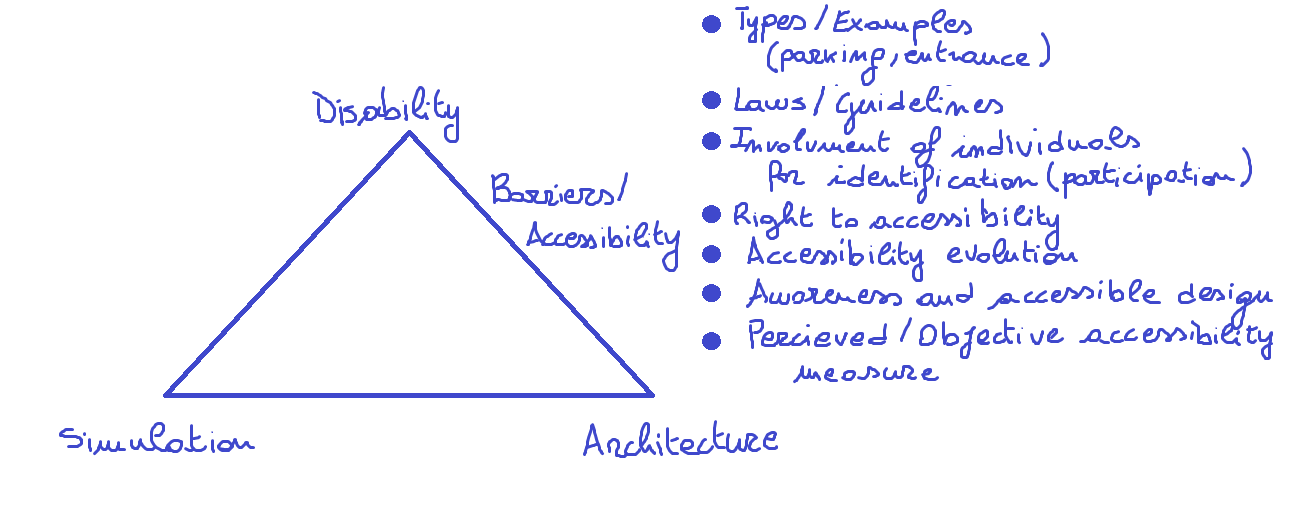 Disability
Barriers/
Accessibility
Simulation
Architecture
Types/Examples
(parking, entrance)
Laws/Guidelines
Involvment of individuals
for identification (participation)
Right to accessibility
Accessibility evolution
Awareness and accessible design
Percieved/Objective accessibility
measure